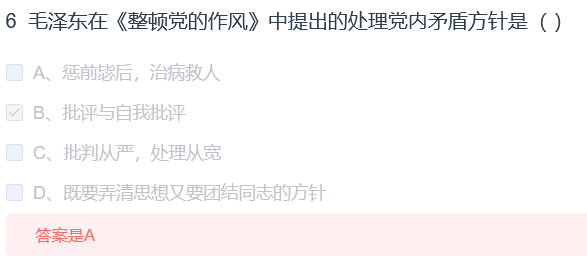 6 毛泽东在《整顿党的作风》中提出的处理党内矛盾方针是（ ）
A、惩前毖后，治病救人
B、批评与自我批评
C、批判从严，处理从宽
D、既要弄清思想又要团结同志的方针
答案是A